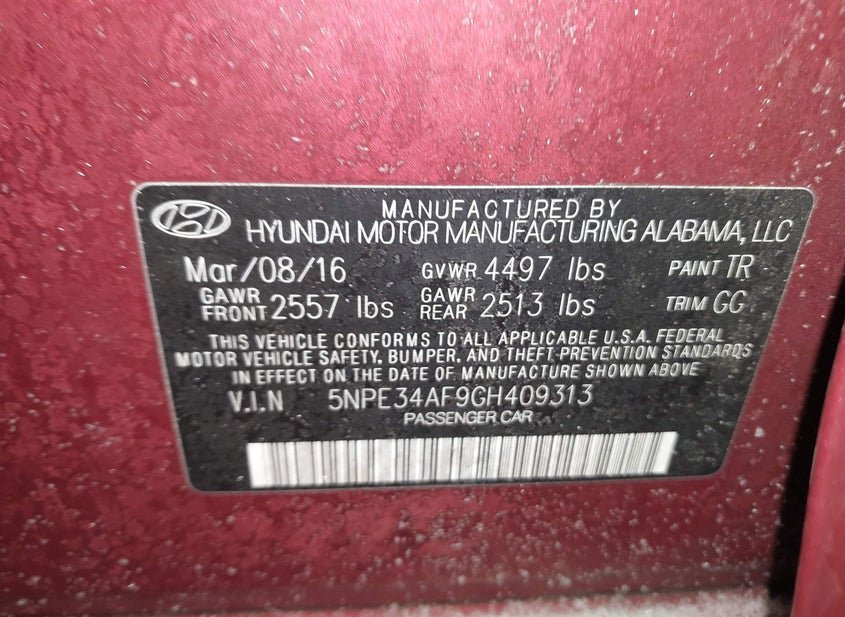 MANUFACTURED BY
HYUNDAI MOTOR MANUFACTURING ALABAMA, LLC
Mar/08/16 GVWR 4497 lbs PAINT TR
GAWR FRONT 2557 lbs GAWR REAR 2513 lbs TRIM GG
THIS VEHICLE CONFORMS TO ALL APPLICABLE U.S.A. FEDERAL
MOTOR VEHICLE SAFETY, BUMPER, AND THEFT PREVENTION STANDARDS
IN EFFECT ON THE DATE OF MANUFACTURE SHOWN ABOVE
V.I.N 5NPE34AF9GH409313
PASSENGER CAR